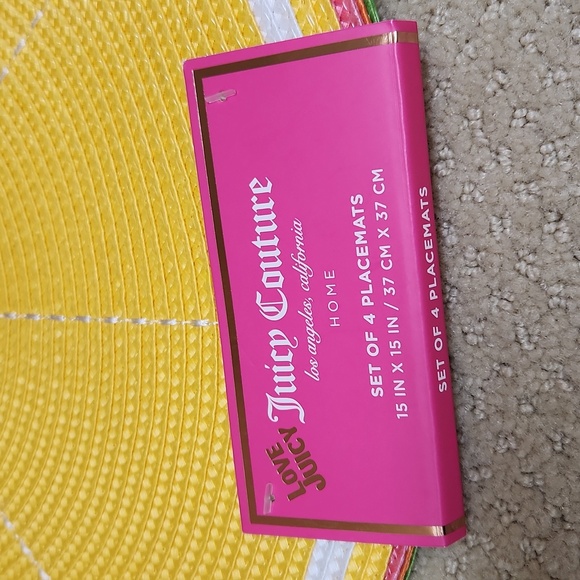 LOVE
JUICY
Juicy Couture
los angeles, california
HOME
SET OF 4 PLACEMATS
15 IN X 15 IN / 37 CM X 37 CM
SET OF 4 PLACEMATS